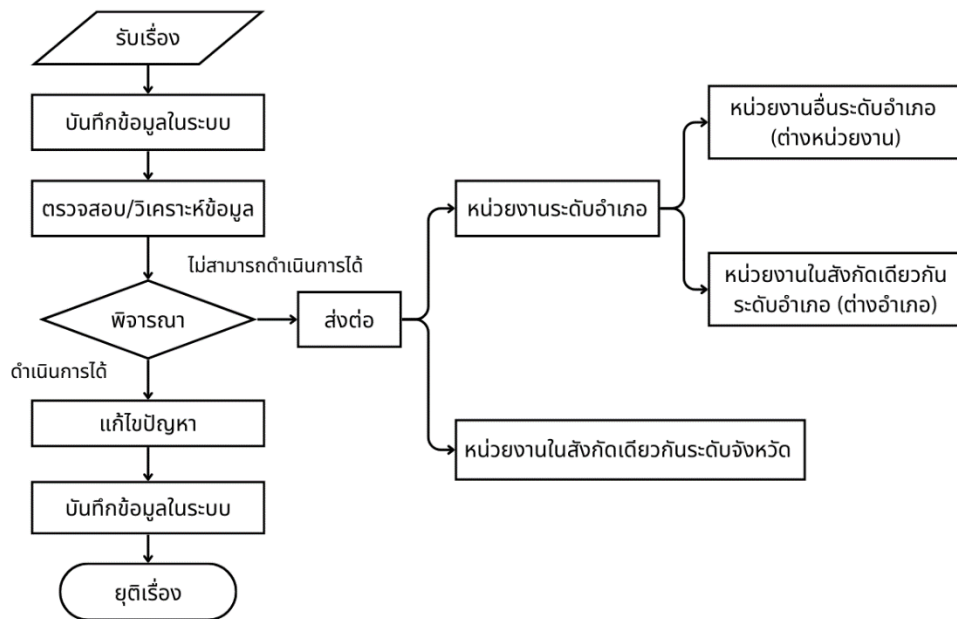 รับเรื่อง
บันทึกข้อมูลในระบบ
ตรวจสอบ/วิเคราะห์ข้อมูล
พิจารณา
ไม่สามารถดำเนินการได้
ส่งต่อ
หน่วยงานระดับอำเภอ
หน่วยงานอื่นระดับอำเภอ
(ต่างหน่วยงาน)
หน่วยงานในสังกัดเดียวกัน
ระดับอำเภอ (ต่างอำเภอ)
หน่วยงานในสังกัดเดียวกันระดับจังหวัด
ดำเนินการได้
แก้ไขปัญหา
บันทึกข้อมูลในระบบ
ยุติเรื่อง